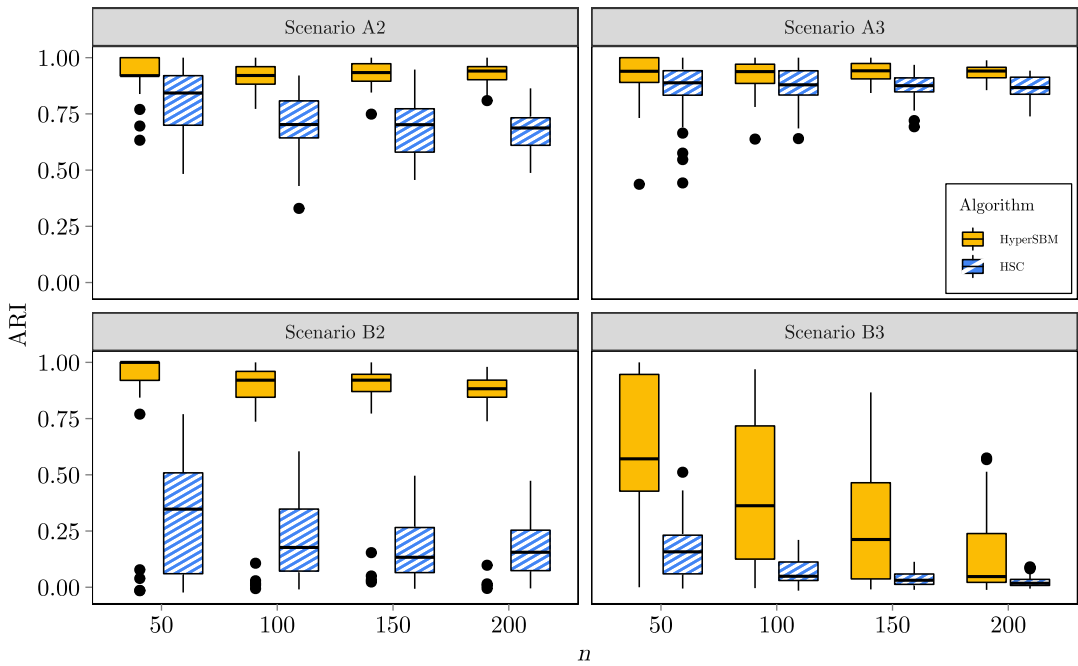 Scenario A2
Scenario A3
1.00
0.75
0.50
0.25
0.00
Algorithm
HyperSBM
HSC
ARI
Scenario B2
Scenario B3
1.00
0.75
0.50
0.25
0.00
50 100 150 200
50 100 150 200
n